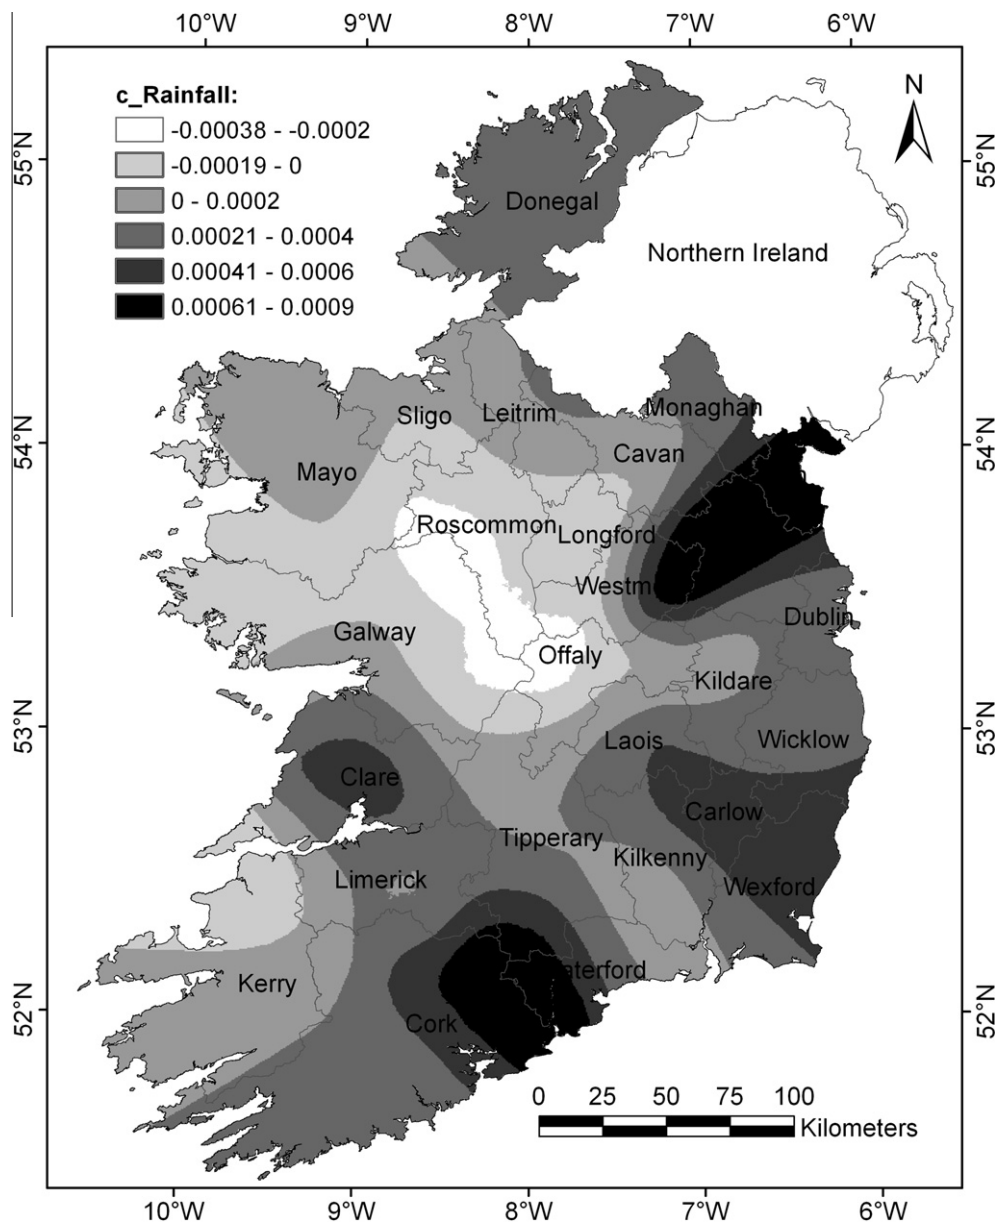 10°W 9°W 8°W 7°W 6°W
c_Rainfall:
-0.00038 - -0.0002
-0.00019 - 0
0 - 0.0002
0.00021 - 0.0004
0.00041 - 0.0006
0.00061 - 0.0009
N
55°N 55°N
Donegal
Northern Ireland
54°N 54°N
Monaghan
Sligo Leitrim
Cavan
Mayo
Roscommon
Longford
Westm
Dublin
Galway
Offaly
Kildare
53°N 53°N
Laois Wicklow
Clare
Carlow
Tipperary
Kilkenny
Limerick
Wexford
aterford
Kerry
52°N 52°N
Cork
0 25 50 75 100
Kilometers
10°W 9°W 8°W 7°W 6°W